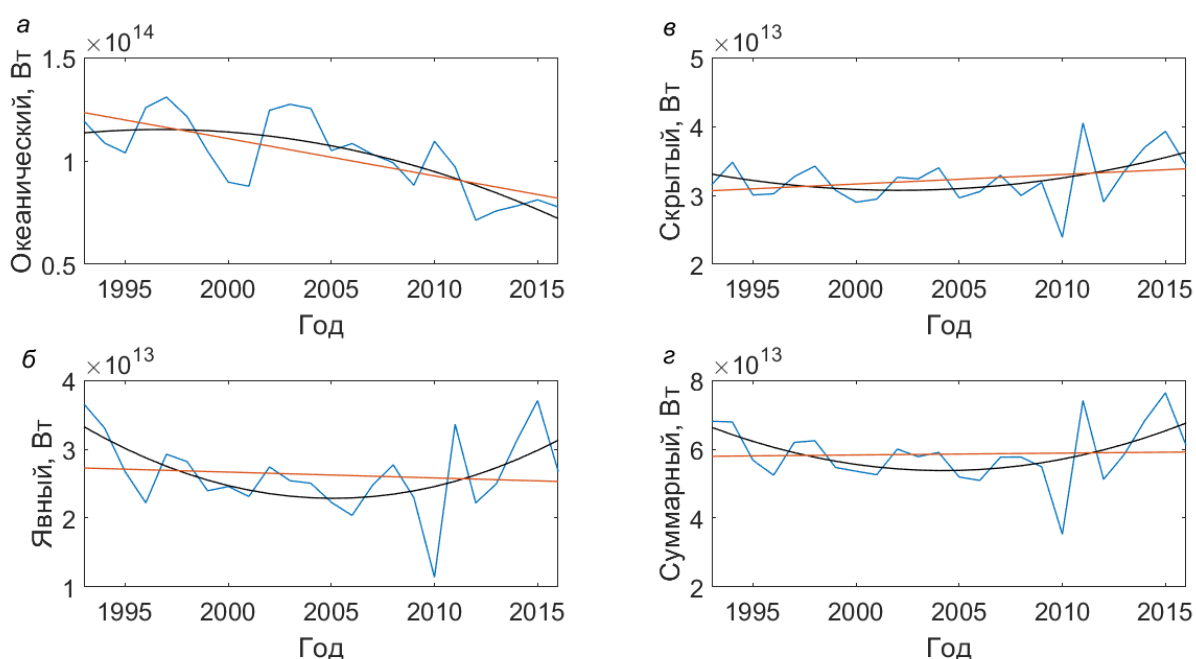 а
×10^14
Океанический, Вт
1.5
1
0.5
1995 2000 2005 2010 2015
Год
в
×10^13
Скрытый, Вт
5
4
3
2
1995 2000 2005 2010 2015
Год
б
×10^13
Явный, Вт
4
3
2
1
1995 2000 2005 2010 2015
Год
г
×10^13
Суммарный, Вт
8
6
4
2
1995 2000 2005 2010 2015
Год